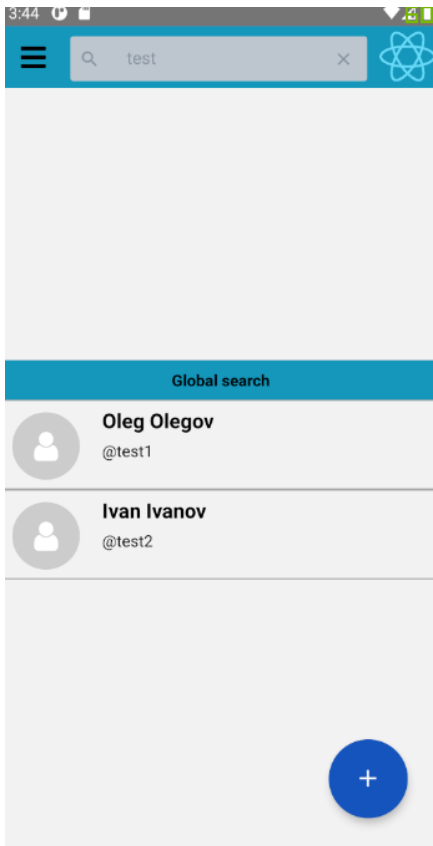 3:44
test
Global search
Oleg Olegov
@test1
Ivan Ivanov
@test2